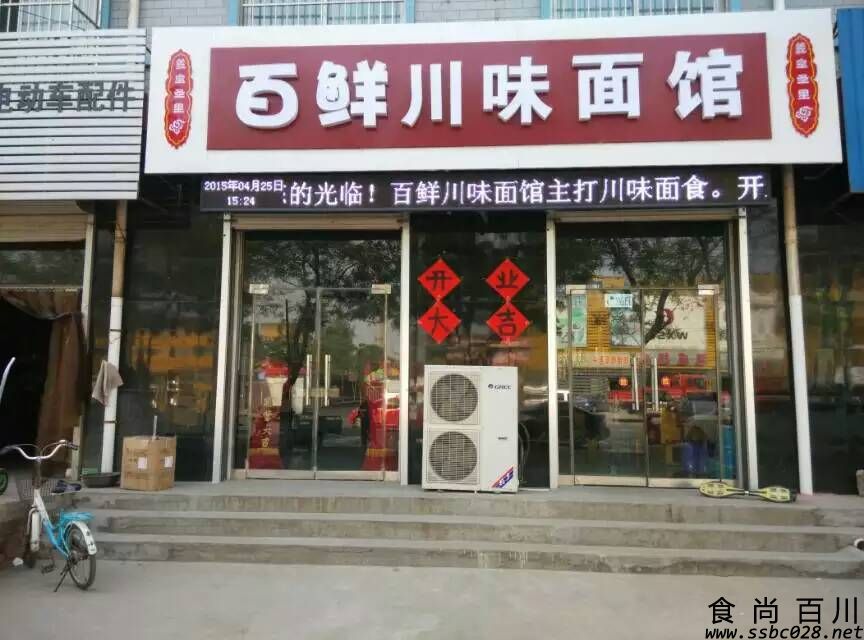 电动车配件
百鲜川味面馆
2015年04月25日
15:24
的光临！百鲜川味面馆主打川味面食。开
开业
大吉
GREE
食尚百川
www.ssbc028.net